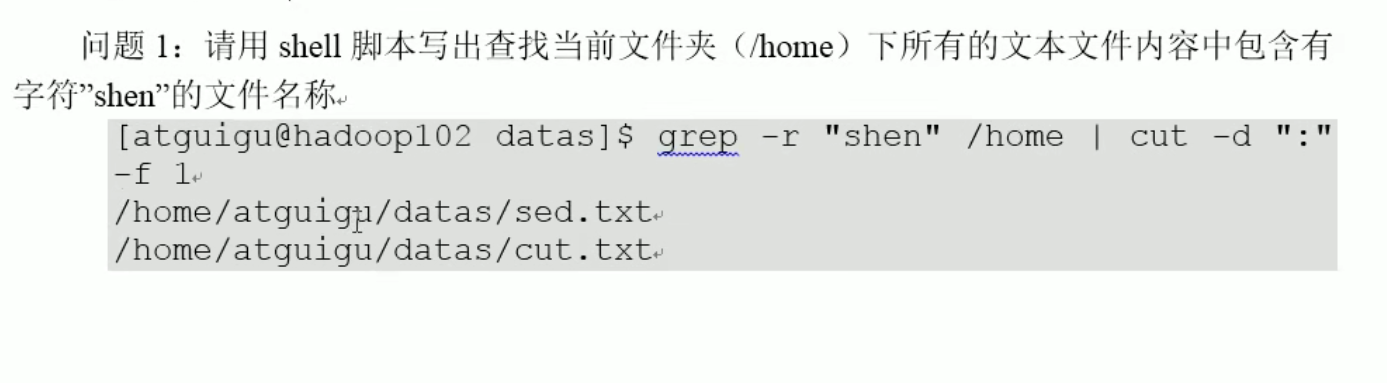 问题 1：请用 shell 脚本写出查找当前文件夹（/home）下所有的文本文件内容中包含有
字符”shen”的文件名称
[atguigu@hadoop102 datas]$ grep -r "shen" /home | cut -d ":"
-f 1
/home/atguigu/datas/sed.txt
/home/atguigu/datas/cut.txt